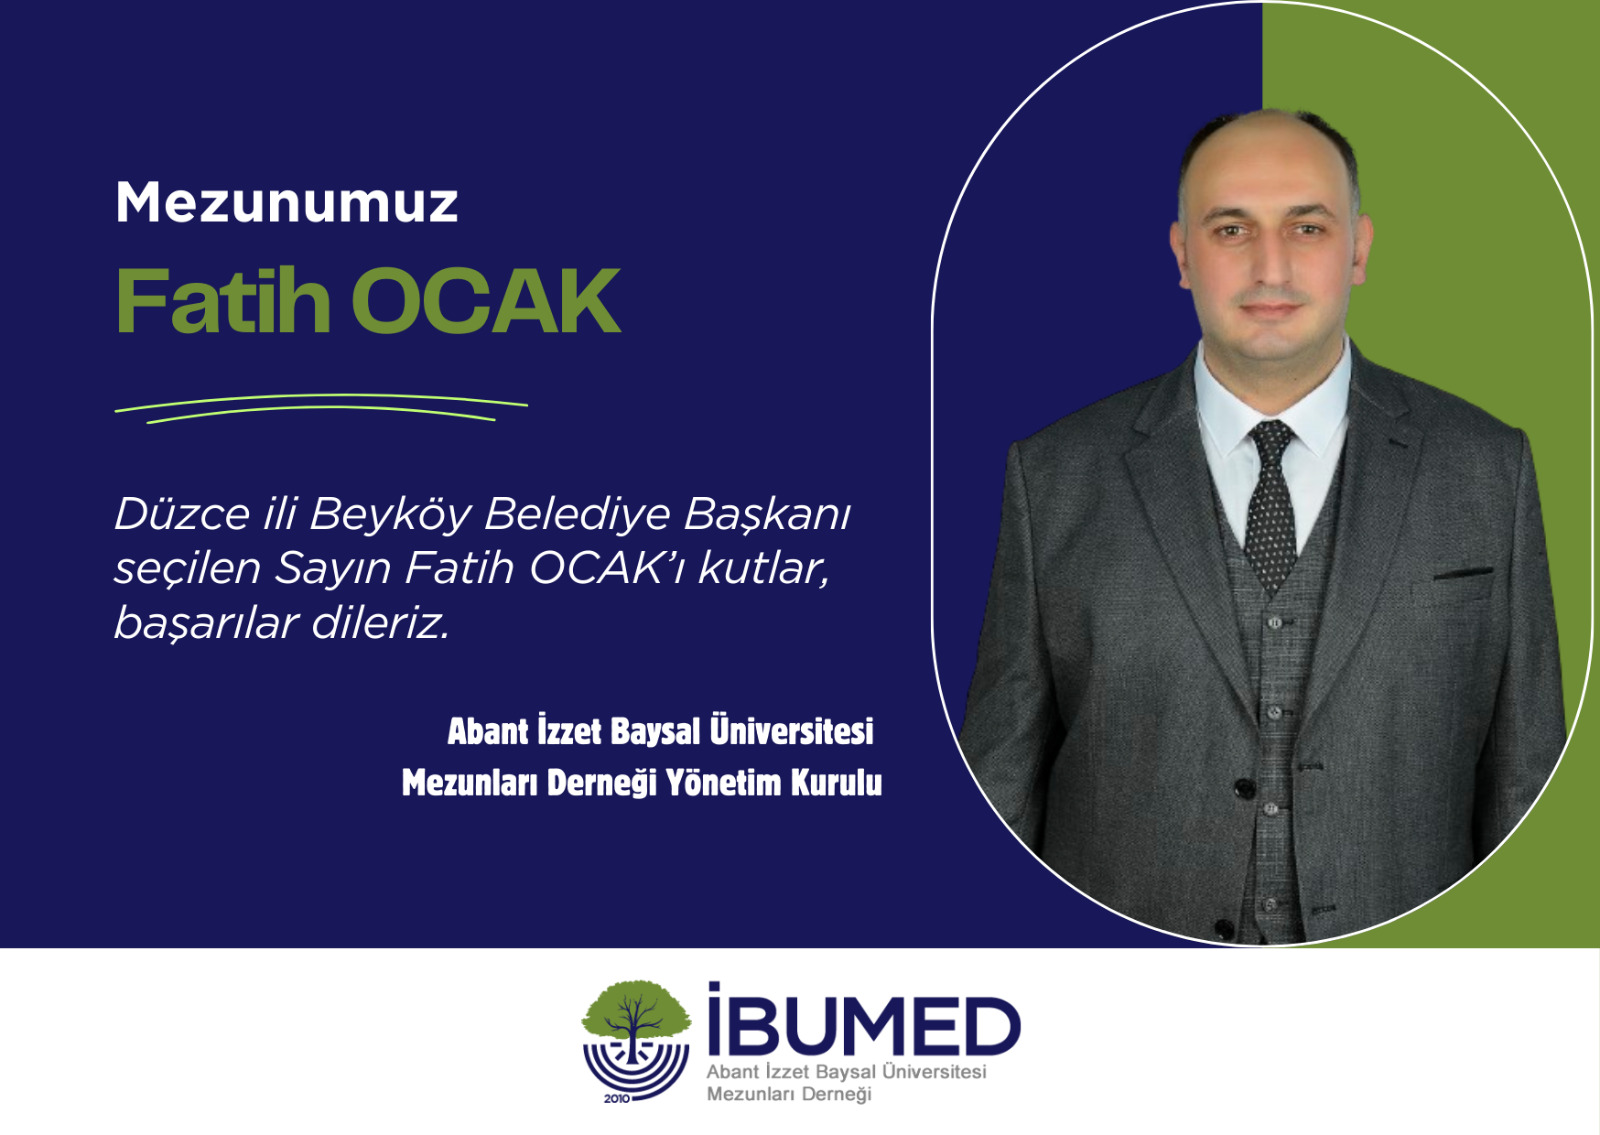 Mezunumuz
Fatih OCAK
Düzce ili Beyköy Belediye Başkanı
seçilen Sayın Fatih OCAK’ı kutlar,
başarılar dileriz.
Abant İzzet Baysal Üniversitesi
Mezunları Derneği Yönetim Kurulu
İBUMED
Abant İzzet Baysal Üniversitesi
Mezunları Derneği
2010